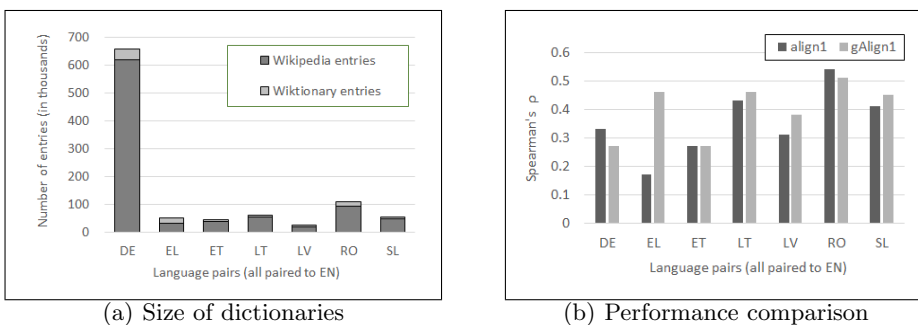 700
600
500
400
300
200
100
0
Number of entries (in thousands)
Wikipedia entries
Wiktionary entries
DE EL ET LT LV RO SL
Language pairs (all paired to EN)
(a) Size of dictionaries
0.6
0.5
0.4
0.3
0.2
0.1
0
Spearman's ρ
align1 gAlign1
DE EL ET LT LV RO SL
Language pairs (all paired to EN)
(b) Performance comparison